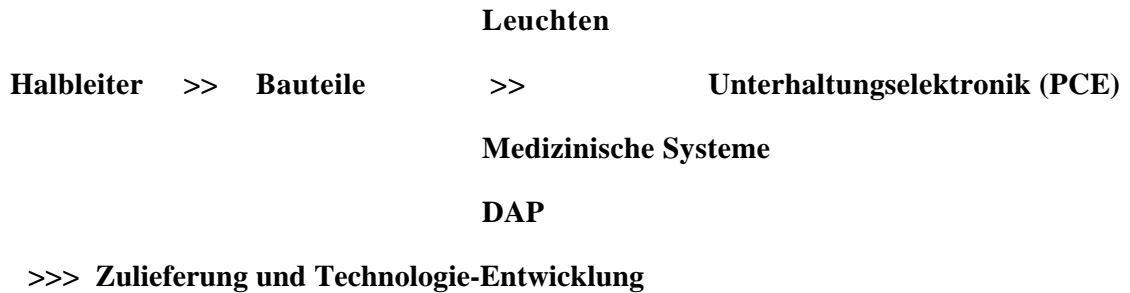 Leuchten
Halbleiter >> Bauteile >> Unterhaltungselektronik (PCE)
Medizinische Systeme
DAP
>>> Zulieferung und Technologie-Entwicklung